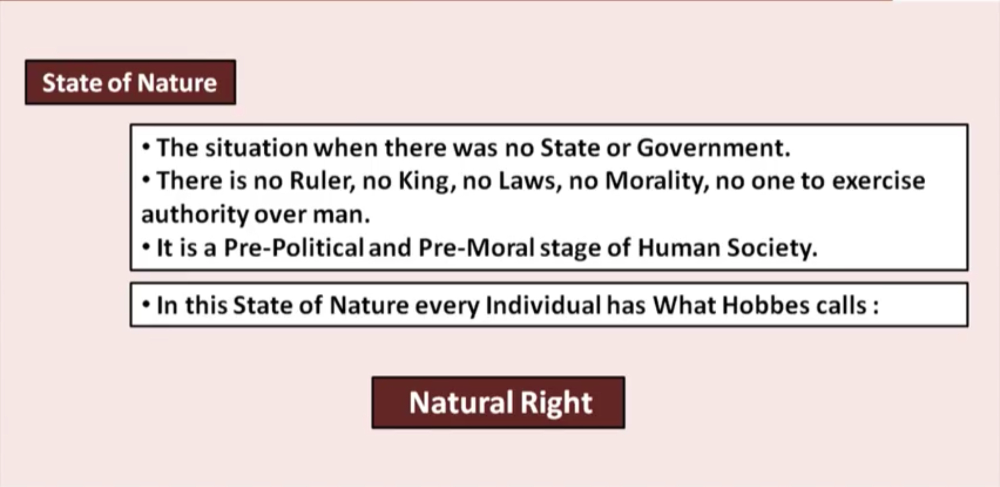 State of Nature
• The situation when there was no State or Government.
• There is no Ruler, no King, no Laws, no Morality, no one to exercise
authority over man.
• It is a Pre-Political and Pre-Moral stage of Human Society.
• In this State of Nature every Individual has What Hobbes calls :
Natural Right